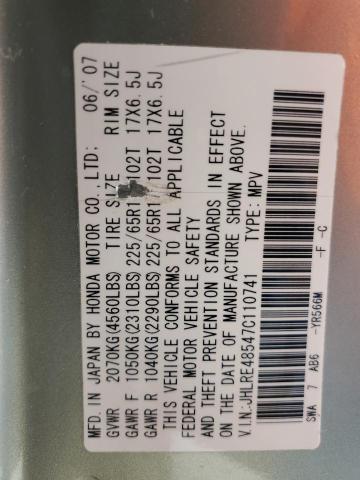 MFD. IN JAPAN BY HONDA MOTOR CO.,LTD: 06/'07
GVWR 2070KG(4560LBS) TIRE SIZE RIM SIZE
GAWR F 1050KG(2310LBS) 225/65R1 102T 17X6.5J
GAWR R 1040KG(2290LBS) 225/65R1 102T 17X6.5J
THIS VEHICLE CONFORMS TO ALL APPLICABLE
FEDERAL MOTOR VEHICLE SAFETY
AND THEFT PREVENTION STANDARDS IN EFFECT
ON THE DATE OF MANUFACTURE SHOWN ABOVE.
V.I.N:JHLRE48547C110741 TYPE: MPV
SWA 7 AB6 -YR566M -F -C